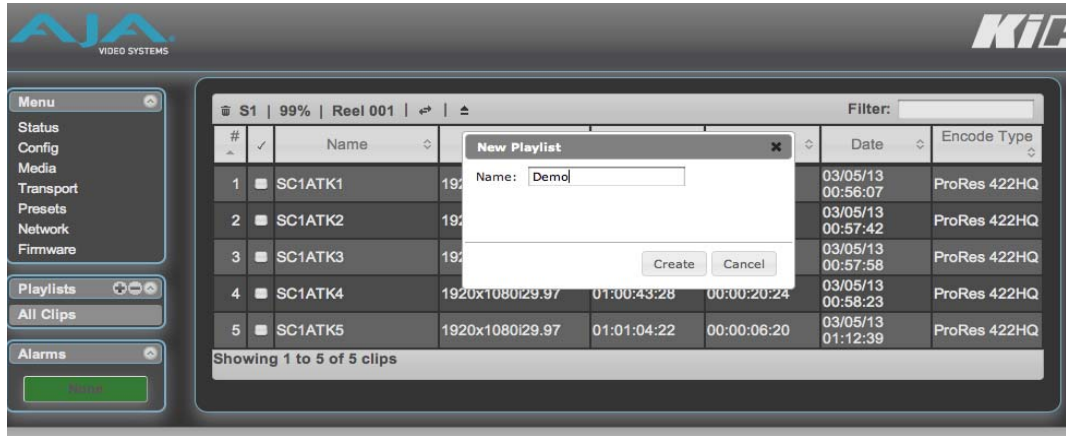 AJA
VIDEO SYSTEMS
Menu
Status
Config
Media
Transport
Presets
Network
Firmware
Playlists
All Clips
Alarms
None
S1 | 99% | Reel 001 | |
Filter:
# ✓ Name Date Encode Type
1 SC1ATK1 03/05/13 00:56:07 ProRes 422HQ
2 SC1ATK2 03/05/13 00:57:42 ProRes 422HQ
3 SC1ATK3 03/05/13 00:57:58 ProRes 422HQ
4 SC1ATK4 1920x1080i29.97 01:00:43:28 00:00:20:24 03/05/13 00:58:23 ProRes 422HQ
5 SC1ATK5 1920x1080i29.97 01:01:04:22 00:00:06:20 03/05/13 01:12:39 ProRes 422HQ
Showing 1 to 5 of 5 clips
New Playlist
Name: Demo
Create Cancel